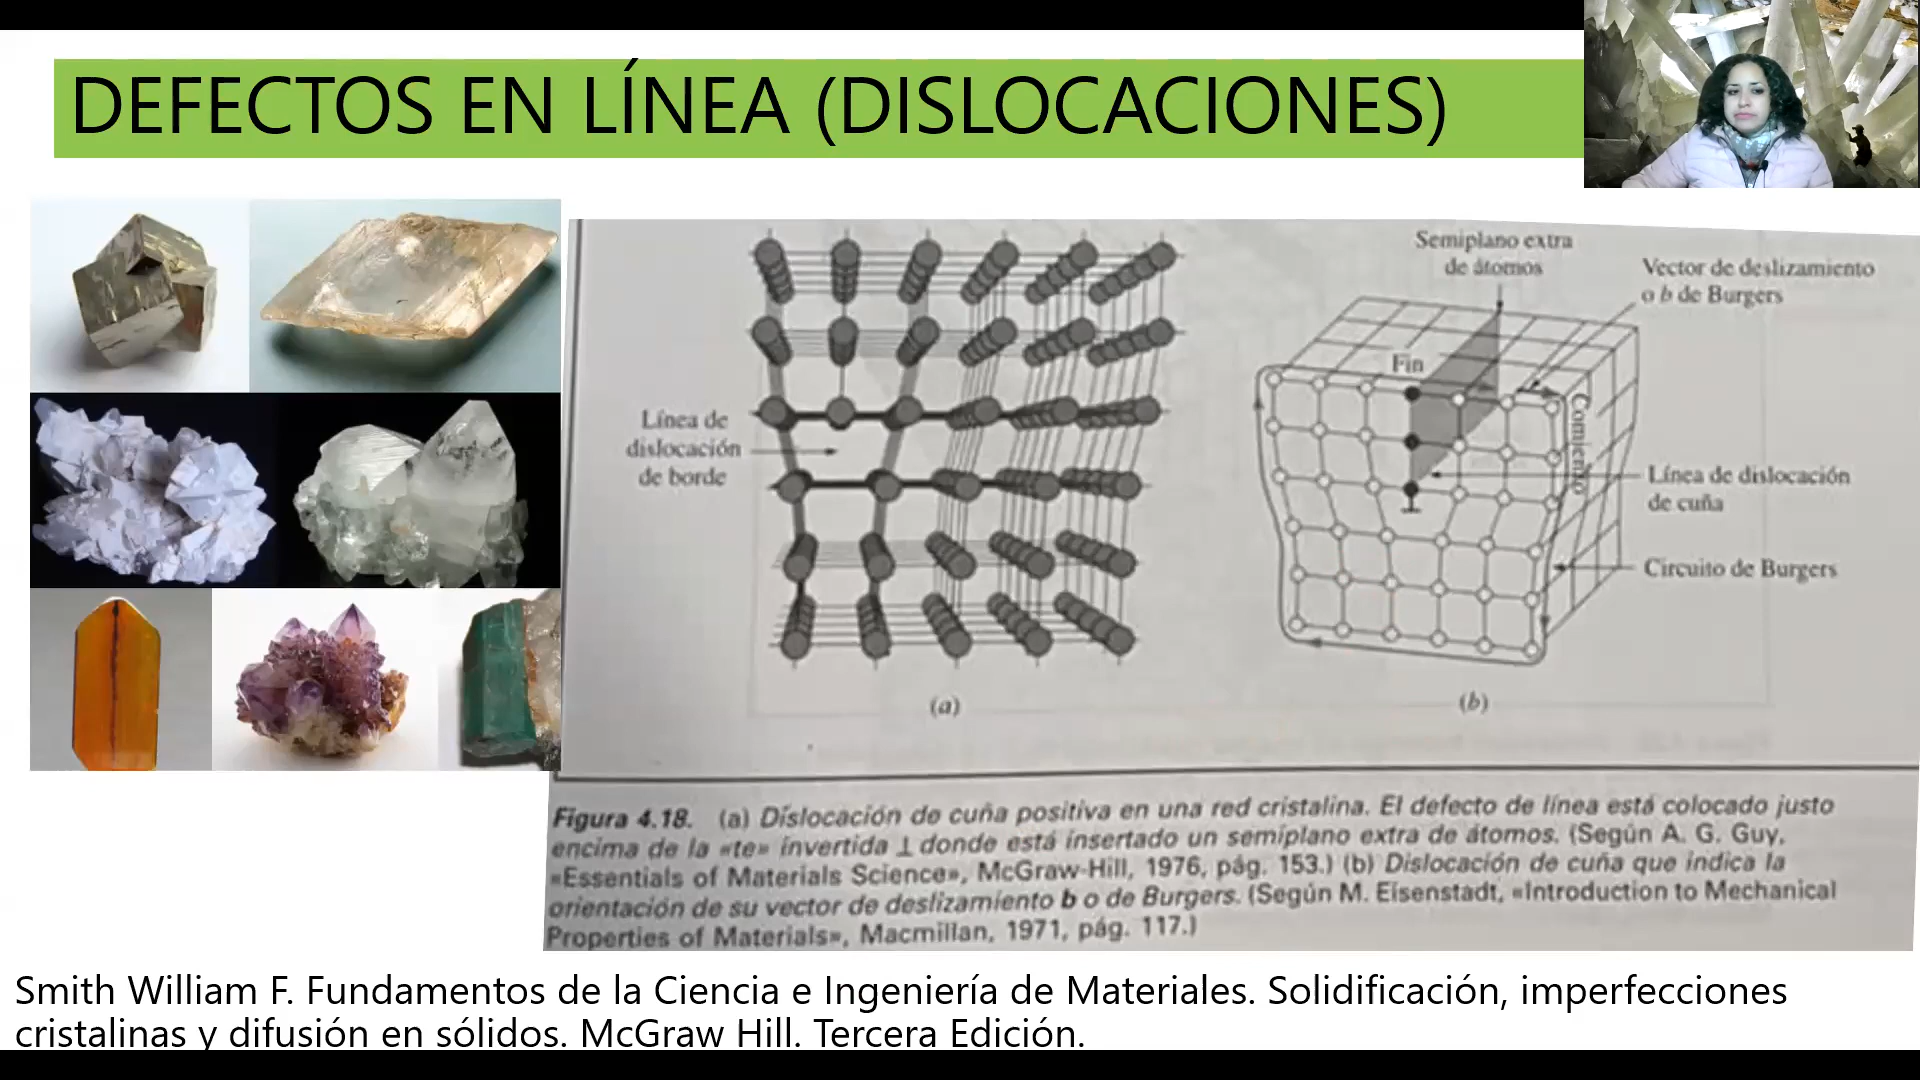 DEFECTOS EN LÍNEA (DISLOCACIONES)
Línea de
dislocación
de borde
(a)
Semiplano extra
de átomos
Vector de deslizamiento
o b de Burgers
Fin
Comienzo
Línea de dislocación
de cuña
Circuito de Burgers
(b)
Figura 4.18. (a) Dislocación de cuña positiva en una red cristalina. El defecto de línea está colocado justo
encima de la «te» invertida ⊥ donde está insertado un semiplano extra de átomos. (Según A. G. Guy,
«Essentials of Materials Science», McGraw-Hill, 1976, pág. 153.) (b) Dislocación de cuña que indica la
orientación de su vector de deslizamiento b o de Burgers. (Según M. Eisenstadt, «Introduction to Mechanical
Properties of Materials», Macmillan, 1971, pág. 117.)
Smith William F. Fundamentos de la Ciencia e Ingeniería de Materiales. Solidificación, imperfecciones
cristalinas y difusión en sólidos. McGraw Hill. Tercera Edición.